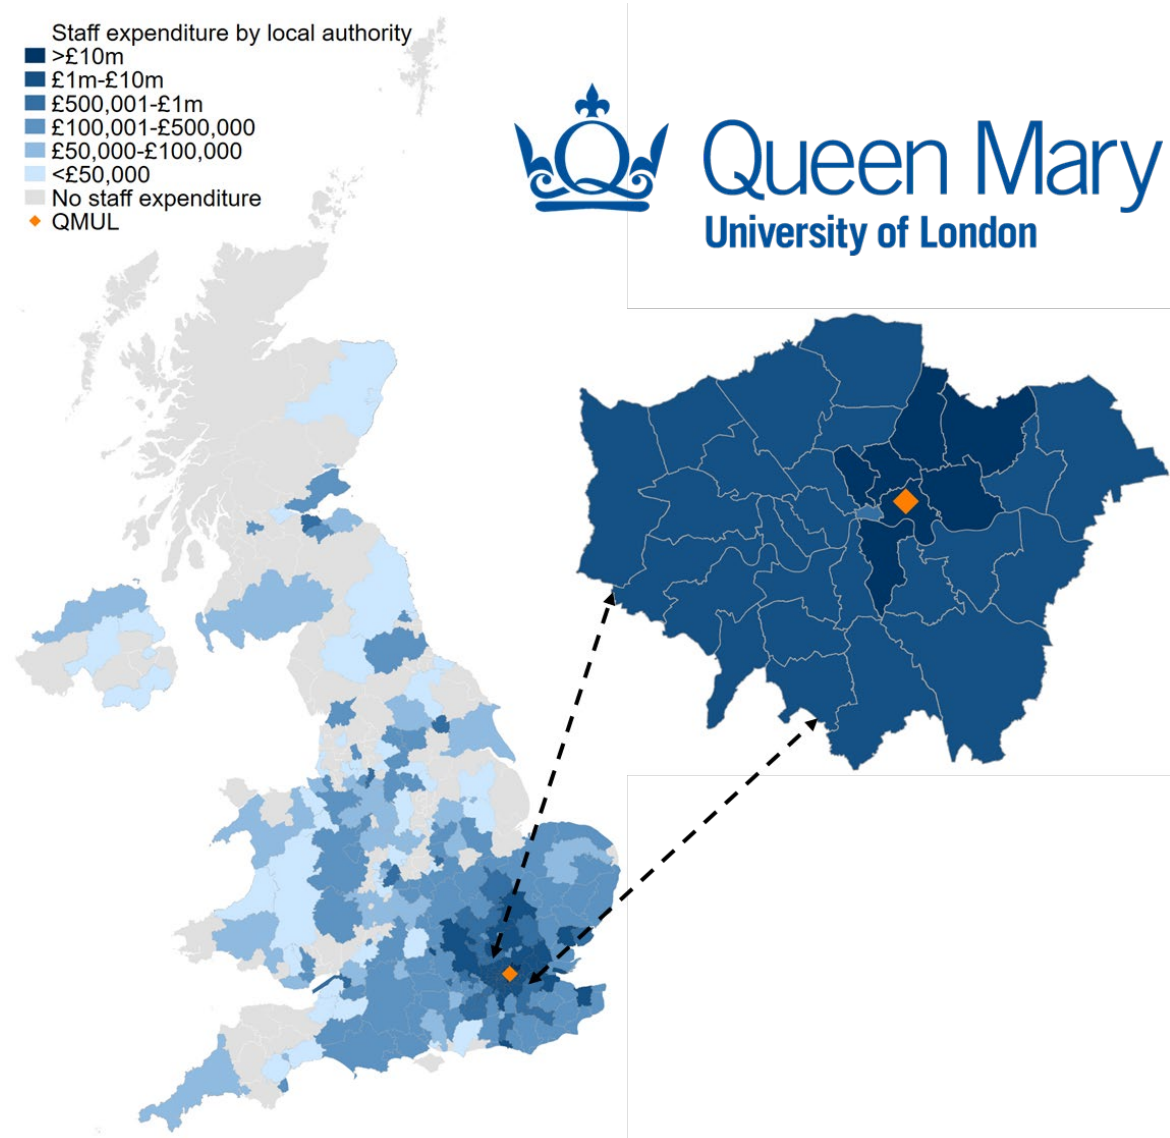 Staff expenditure by local authority
>£10m
£1m-£10m
£500,001-£1m
£100,001-£500,000
£50,000-£100,000
<£50,000
No staff expenditure
QMUL
Queen Mary
University of London